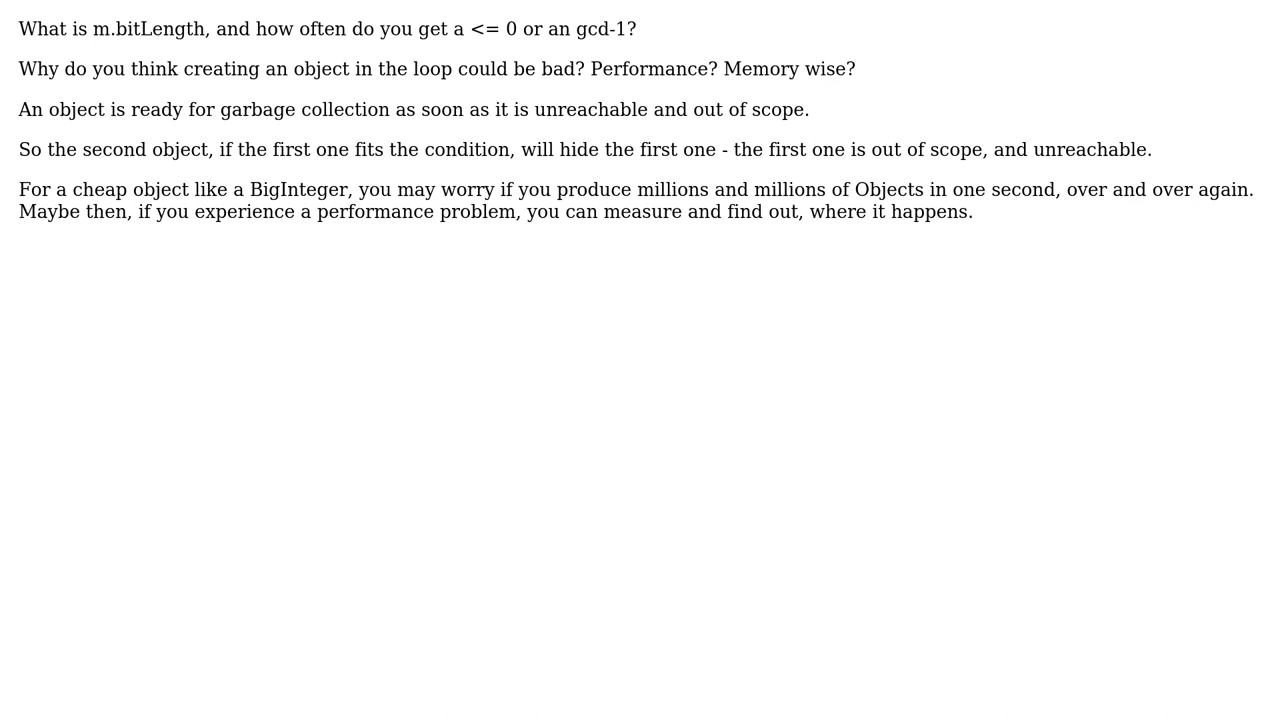 What is m.bitLength, and how often do you get a <= 0 or an gcd-1?
Why do you think creating an object in the loop could be bad? Performance? Memory wise?
An object is ready for garbage collection as soon as it is unreachable and out of scope.
So the second object, if the first one fits the condition, will hide the first one - the first one is out of scope, and unreachable.
For a cheap object like a BigInteger, you may worry if you produce millions and millions of Objects in one second, over and over again.
Maybe then, if you experience a performance problem, you can measure and find out, where it happens.